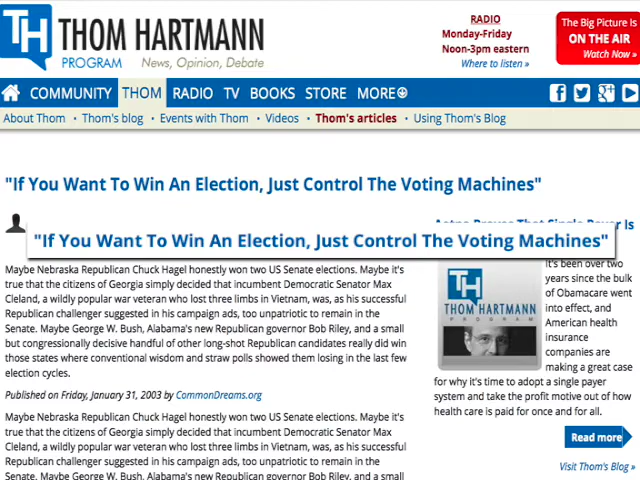 TH THOM HARTMANN
PROGRAM News, Opinion, Debate
RADIO
Monday-Friday
Noon-3pm eastern
Where to listen »
The Big Picture Is
ON THE AIR
Watch Now »
COMMUNITY THOM RADIO TV BOOKS STORE MORE
About Thom • Thom's blog • Events with Thom • Videos • Thom's articles • Using Thom's Blog
"If You Want To Win An Election, Just Control The Voting Machines"
"If You Want To Win An Election, Just Control The Voting Machines"
Maybe Nebraska Republican Chuck Hagel honestly won two US Senate elections. Maybe it's
true that the citizens of Georgia simply decided that incumbent Democratic Senator Max
Cleland, a wildly popular war veteran who lost three limbs in Vietnam, was, as his successful
Republican challenger suggested in his campaign ads, too unpatriotic to remain in the
Senate. Maybe George W. Bush, Alabama's new Republican governor Bob Riley, and a small
but congressionally decisive handful of other long-shot Republican candidates really did win
those states where conventional wisdom and straw polls showed them losing in the last few
election cycles.
Published on Friday, January 31, 2003 by CommonDreams.org
Maybe Nebraska Republican Chuck Hagel honestly won two US Senate elections. Maybe it's
true that the citizens of Georgia simply decided that incumbent Democratic Senator Max
Cleland, a wildly popular war veteran who lost three limbs in Vietnam, was, as his successful
Republican challenger suggested in his campaign ads, too unpatriotic to remain in the
Senate. Maybe George W. Bush, Alabama's new Republican governor Bob Riley, and a small
Proves That Single Payer Is
TH
THOM HARTMANN
PROGRAM
It's been over two
years since the bulk
of Obamacare went
into effect, and
American health
insurance
companies are
making a great case
for why it's time to adopt a single payer
system and take the profit motive out of how
health care is paid for once and for all.
Read more
Visit Thom's Blog »